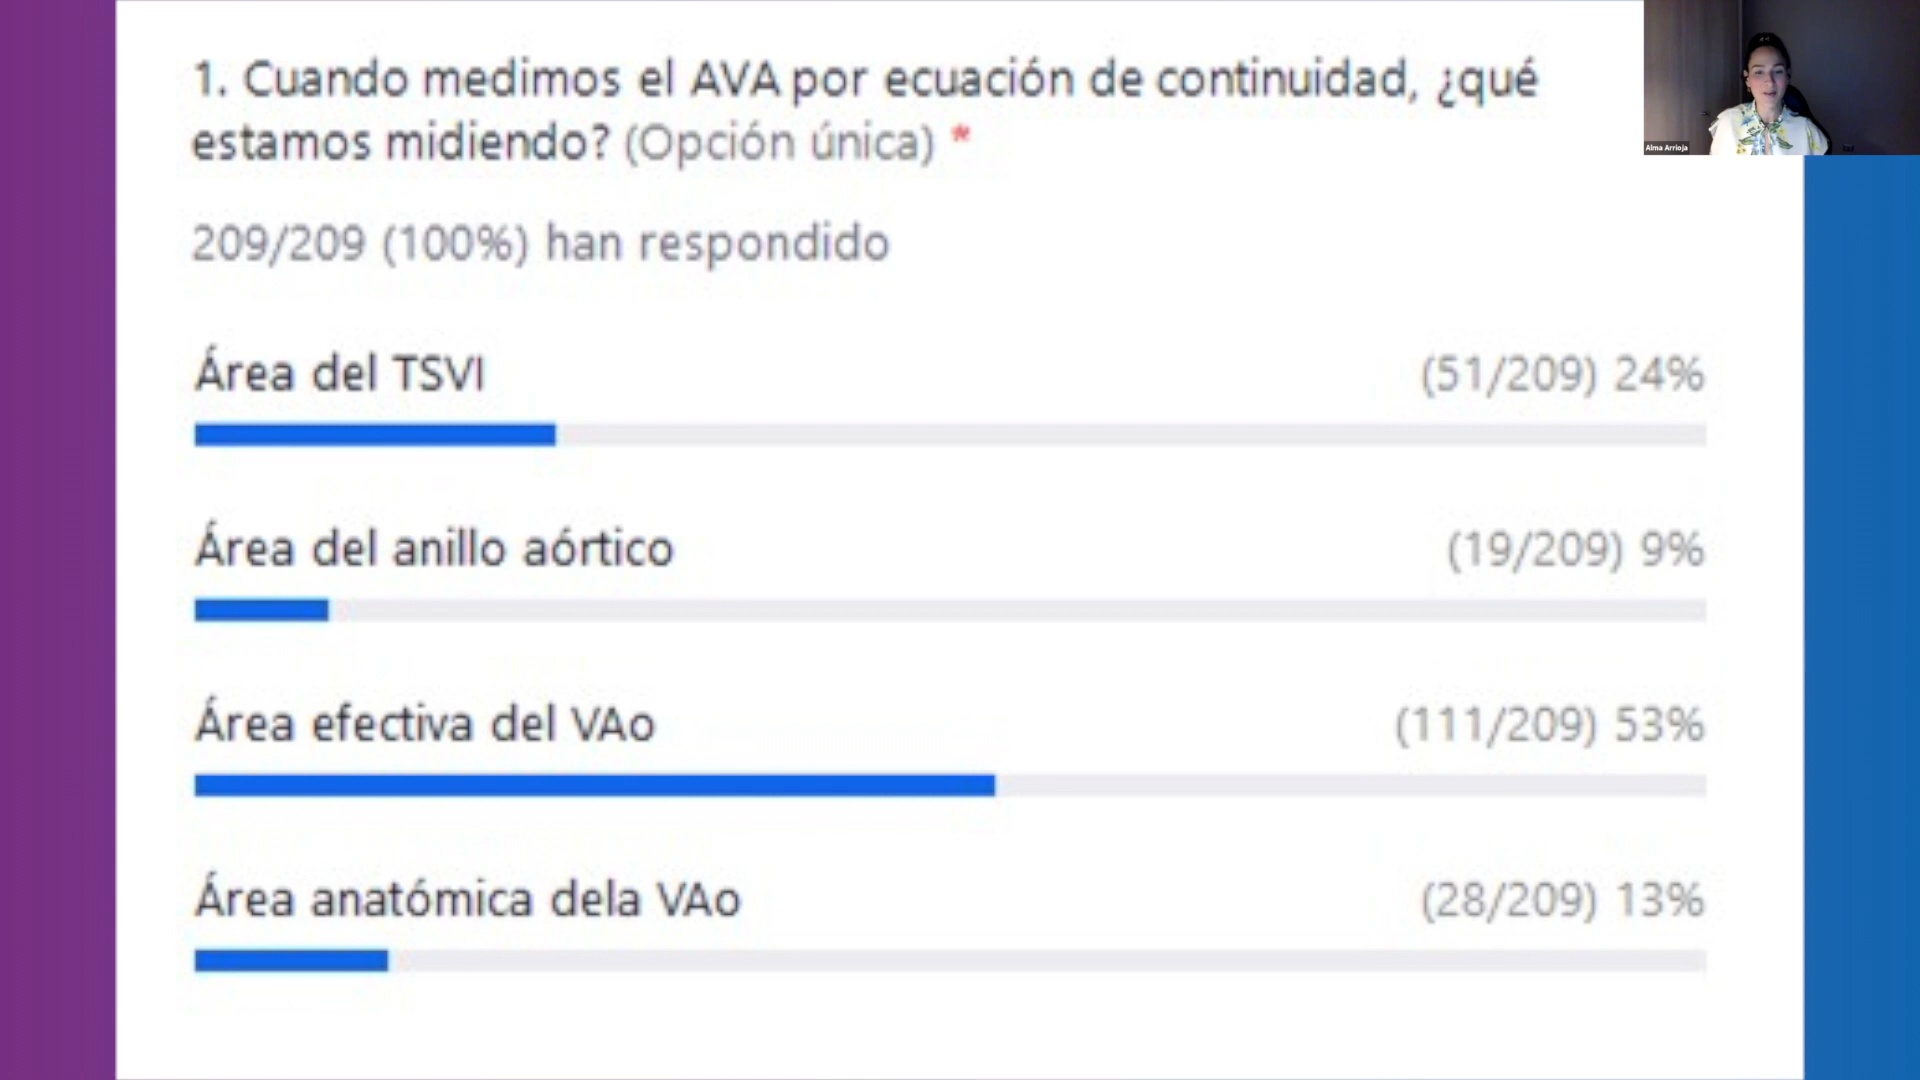 1. Cuando medimos el AVA por ecuación de continuidad, ¿qué
estamos midiendo? (Opción única) *
209/209 (100%) han respondido
Área del TSVI (51/209) 24%
Área del anillo aórtico (19/209) 9%
Área efectiva del VAo (111/209) 53%
Área anatómica dela VAo (28/209) 13%
Alma Arrioja